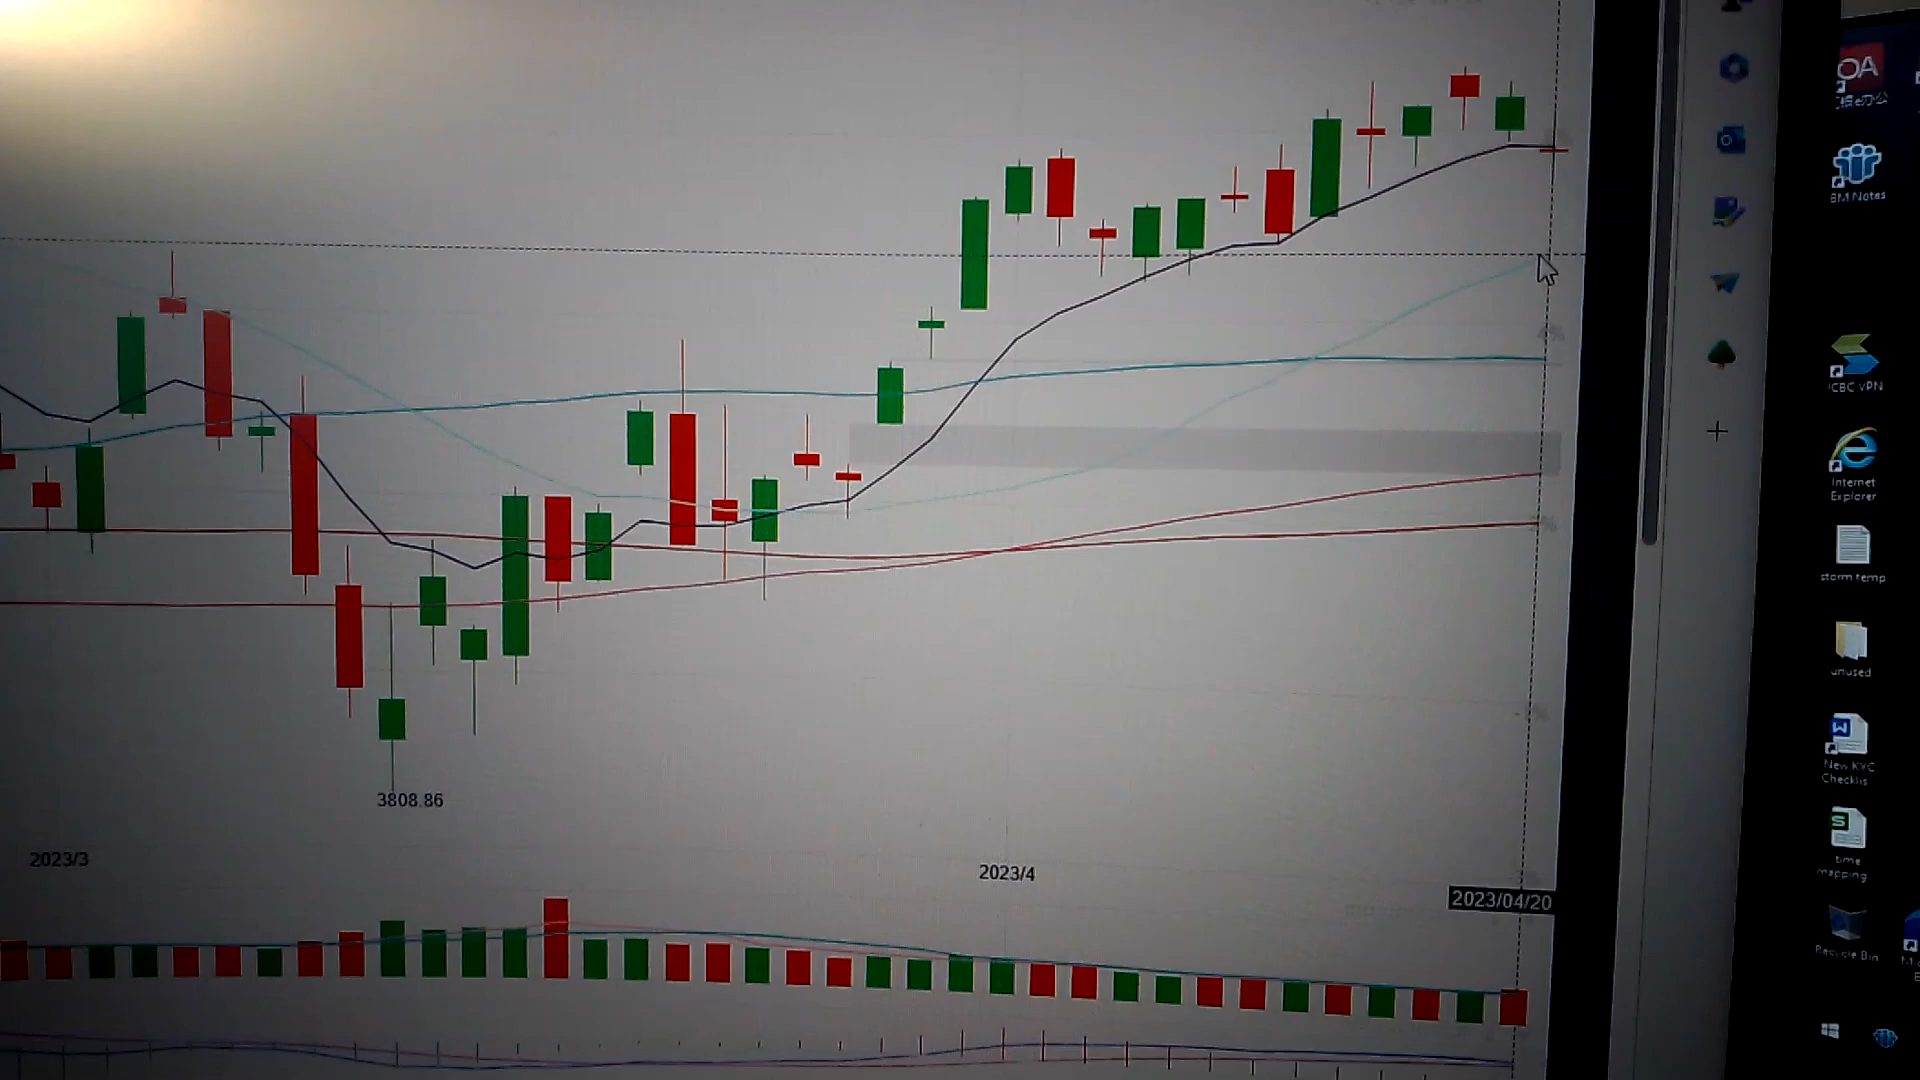 OA
BM Notes
ICBC VPN
Internet
Explorer
storm temp
unused
3808.86
New KYC
Checklis
time
mapping
2023/3
2023/4
2023/04/20
Recycle Bin